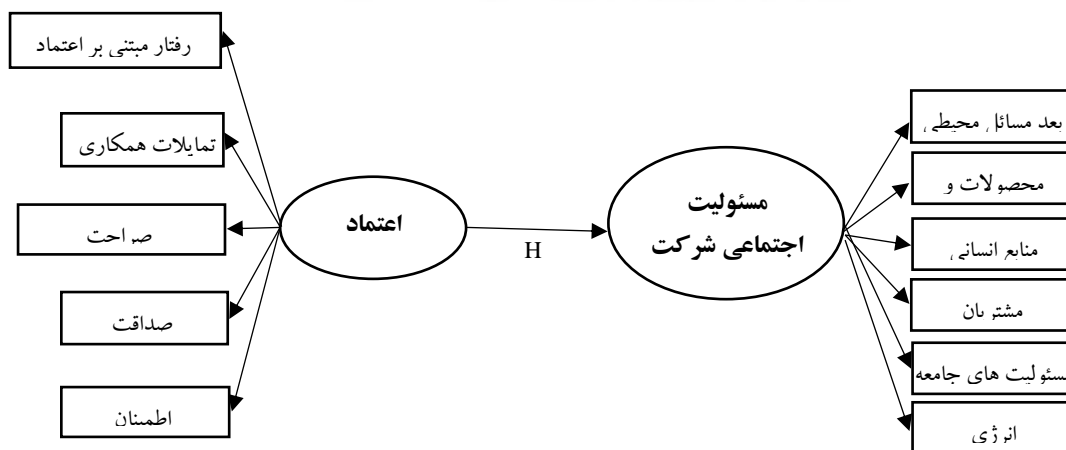 رفتار مبتنی بر اعتماد
تمایلات همکاری
صراحت
صداقت
اطمینان
اعتماد
H
مسئولیت
اجتماعی شرکت
بعد مسائل محیطی
محصولات و
منابع انسانی
مشتریان
مسئولیت های جامعه
انرژی